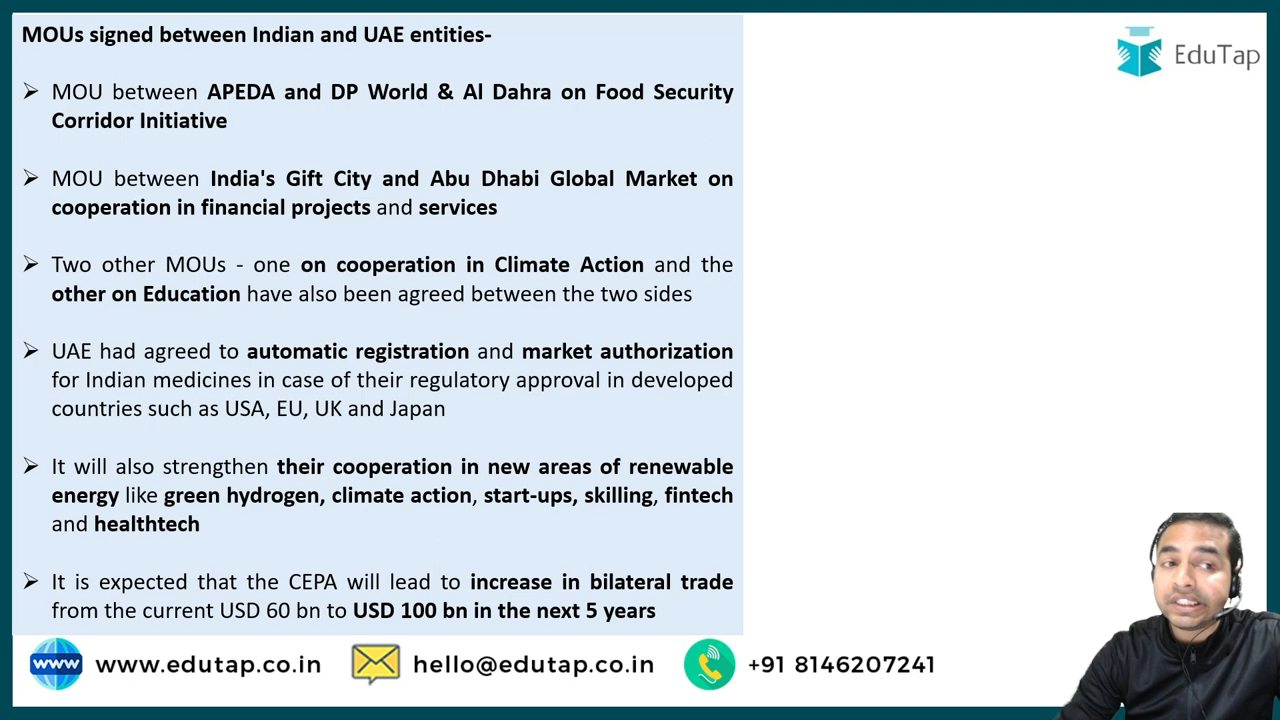 MOUs signed between Indian and UAE entities-
EduTap
➢ MOU between APEDA and DP World & Al Dahra on Food Security
Corridor Initiative
➢ MOU between India's Gift City and Abu Dhabi Global Market on
cooperation in financial projects and services
➢ Two other MOUs - one on cooperation in Climate Action and the
other on Education have also been agreed between the two sides
➢ UAE had agreed to automatic registration and market authorization
for Indian medicines in case of their regulatory approval in developed
countries such as USA, EU, UK and Japan
➢ It will also strengthen their cooperation in new areas of renewable
energy like green hydrogen, climate action, start-ups, skilling, fintech
and healthtech
➢ It is expected that the CEPA will lead to increase in bilateral trade
from the current USD 60 bn to USD 100 bn in the next 5 years
www www.edutap.co.in hello@edutap.co.in +91 8146207241